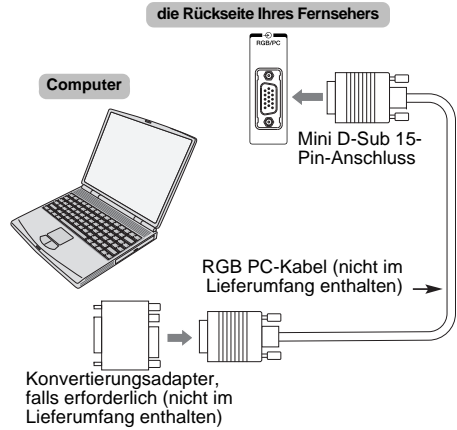 die Rückseite Ihres Fernsehers
RGB/PC
Computer
Mini D-Sub 15-
Pin-Anschluss
RGB PC-Kabel (nicht im
Lieferumfang enthalten)
Konvertierungsadapter,
falls erforderlich (nicht im
Lieferumfang enthalten)